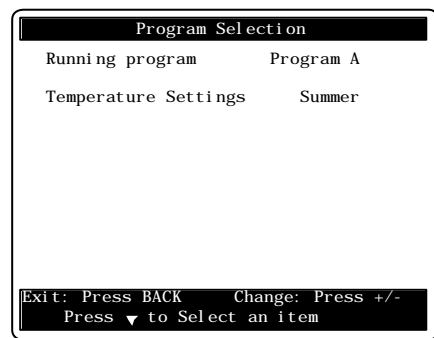 Program Selection
Running program Program A
Temperature Settings Summer
Exit: Press BACK Change: Press +/-
Press ▼ to Select an item